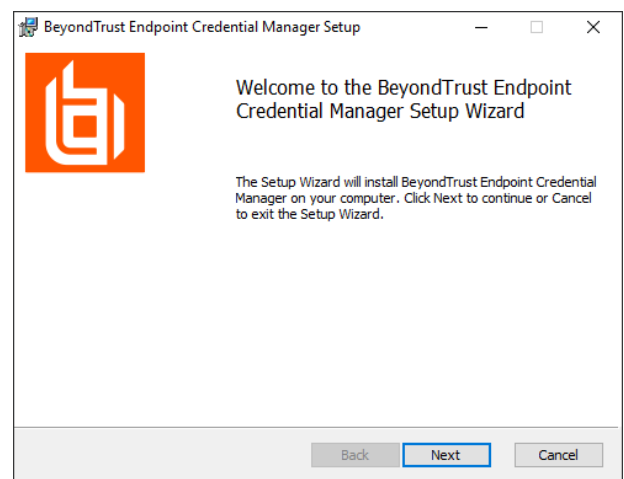 BeyondTrust Endpoint Credential Manager Setup
Welcome to the BeyondTrust Endpoint
Credential Manager Setup Wizard
The Setup Wizard will install BeyondTrust Endpoint Credential
Manager on your computer. Click Next to continue or Cancel
to exit the Setup Wizard.
Back
Next
Cancel